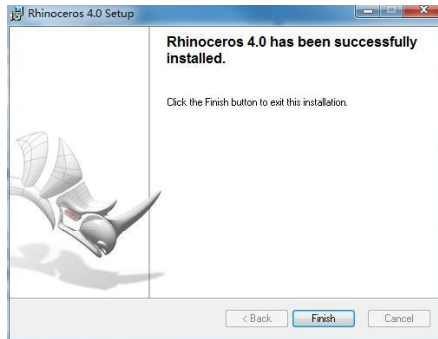 Rhinoceros 4.0 Setup
Rhinoceros 4.0 has been successfully
installed.
Click the Finish button to exit this installation.
< Back
Finish
Cancel